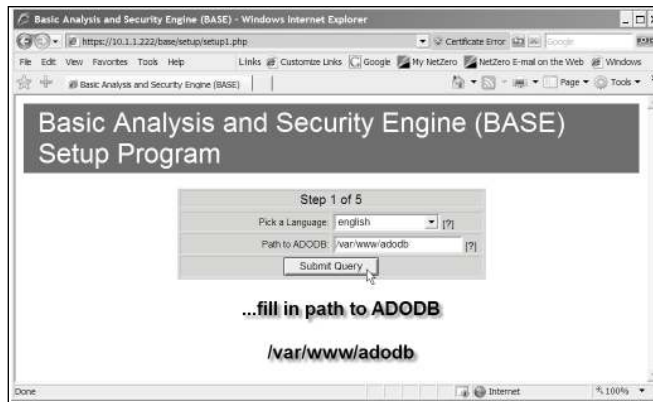 Basic Analysis and Security Engine (BASE) - Windows Internet Explorer
https://10.1.1.222/base/setup/setup1.php
Certificate Error
Google
File Edit View Favorites Tools Help
Links Customize Links Google My NetZero NetZero E-mail on the Web Windows
Basic Analysis and Security Engine (BASE)
Page Tools
Basic Analysis and Security Engine (BASE)
Setup Program
Step 1 of 5
Pick a Language: english [?]
Path to ADODB: /var/www/adodb [?]
Submit Query
...fill in path to ADODB
/var/www/adodb
Done
Internet
100%